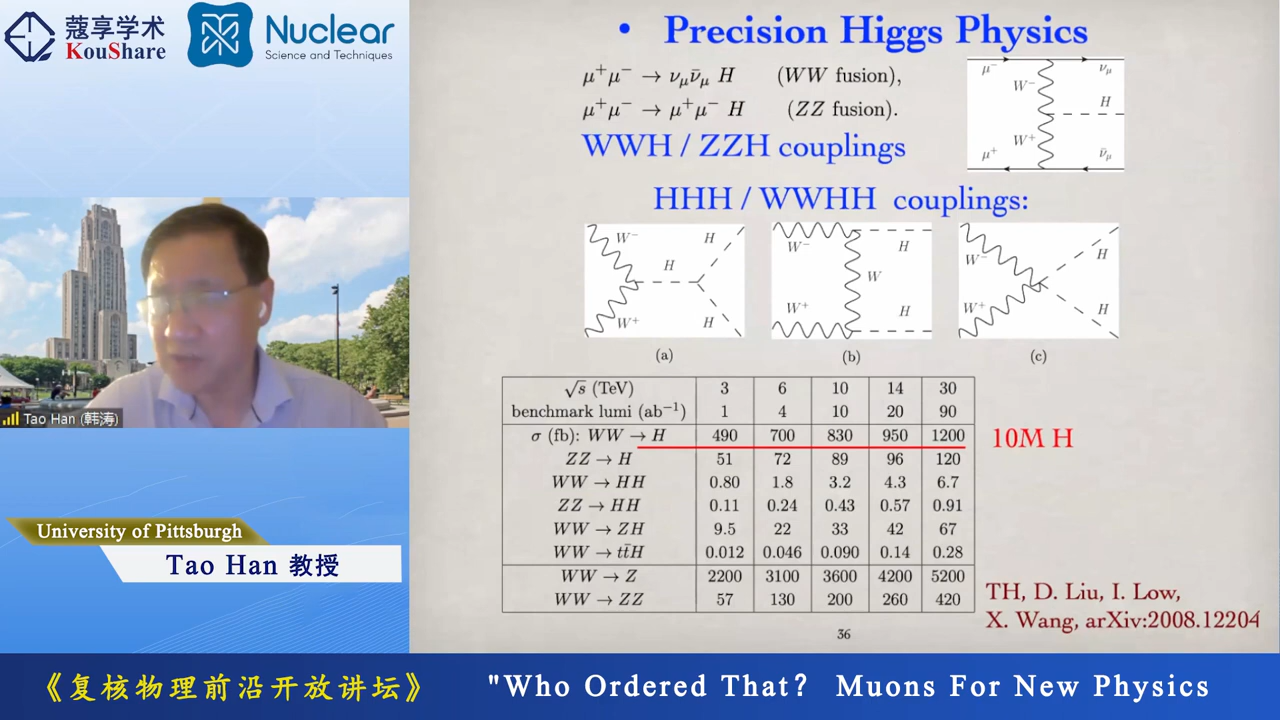 蔻享学术
KouShare
Nuclear
Science and Techniques
• Precision Higgs Physics
μ⁺μ⁻ → ν_μ ν̄_μ H (WW fusion),
μ⁺μ⁻ → μ⁺μ⁻ H (ZZ fusion).
WWH / ZZH couplings
μ⁻ ν_μ
W⁻
H
W⁺
μ⁺ ν̄_μ
HHH / WWHH couplings:
W⁻ H H W⁺ H
W⁻ H W W⁺ H
W⁻ H W⁺ H
(a) (b) (c)
√s (TeV) 3 6 10 14 30
benchmark lumi (ab⁻¹) 1 4 10 20 90
σ (fb): WW → H 490 700 830 950 1200
10M H
ZZ → H 51 72 89 96 120
WW → HH 0.80 1.8 3.2 4.3 6.7
ZZ → HH 0.11 0.24 0.43 0.57 0.91
WW → ZH 9.5 22 33 42 67
WW → tt̄H 0.012 0.046 0.090 0.14 0.28
WW → Z 2200 3100 3600 4200 5200
WW → ZZ 57 130 200 260 420
TH, D. Liu, I. Low,
X. Wang, arXiv:2008.12204
36
Tao Han (韩涛)
University of Pittsburgh
Tao Han 教授
《复核物理前沿开放讲坛》
"Who Ordered That? Muons For New Physics